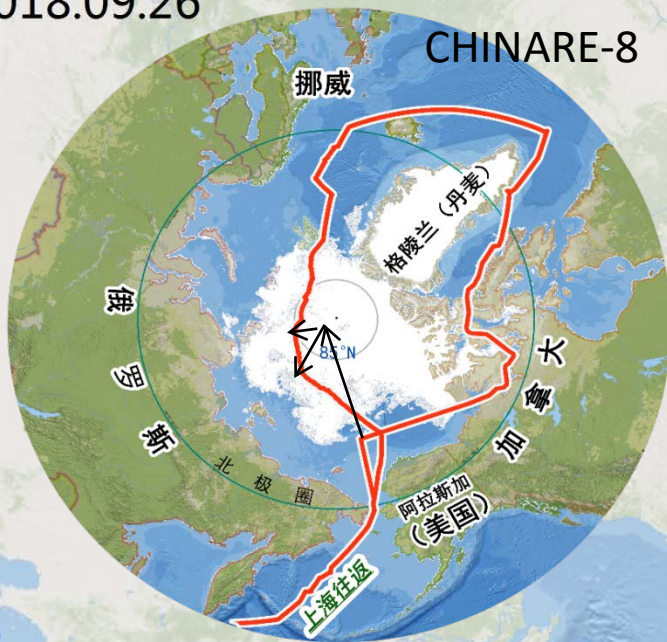 018.09.26
CHINARE-8
挪威
格陵兰（丹麦）
俄罗斯
85°N
加拿大
北极圈
阿拉斯加
（美国）
上海往返